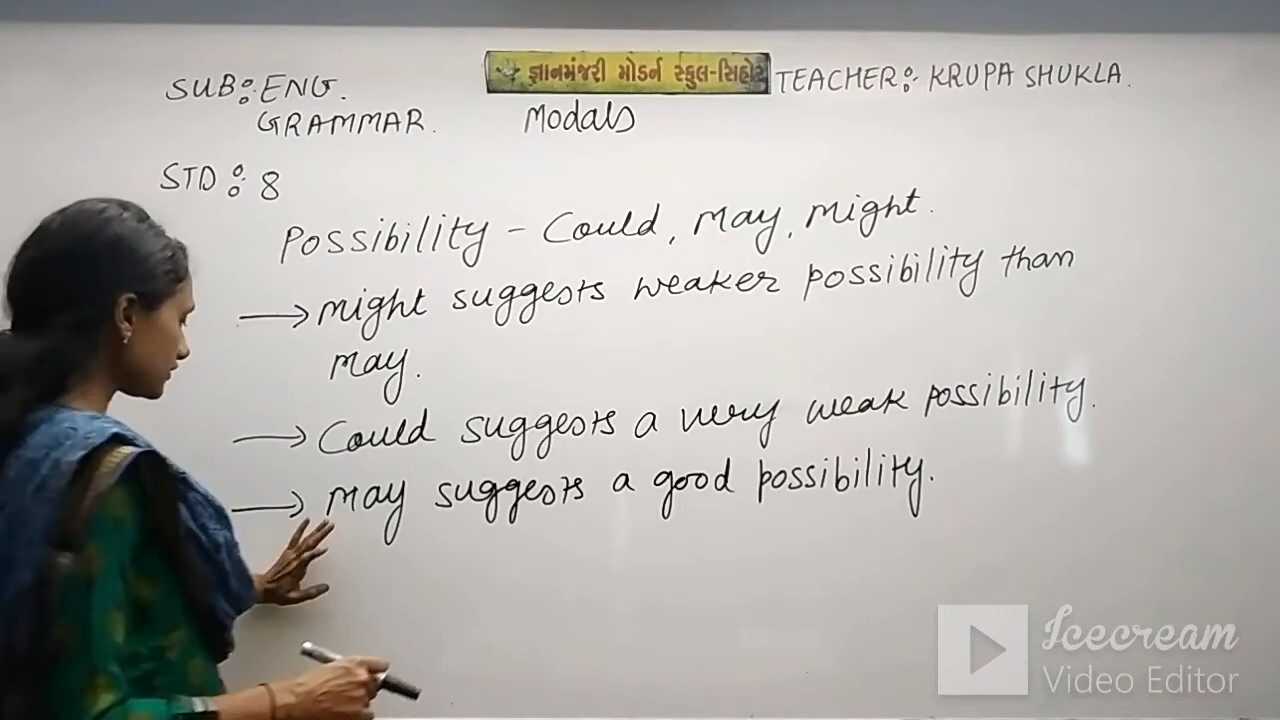 SUB: ENG.
GRAMMAR.
જ્ઞાનમંજરી મોડર્ન સ્કુલ-સિહોર
TEACHER: KRUPA SHUKLA.
Modals
STD: 8
Possibility - Could, May, Might.
→ Might suggests weaker possibility than
May.
→ Could suggests a very weak possibility.
→ May suggests a good possibility.
Icecream
Video Editor